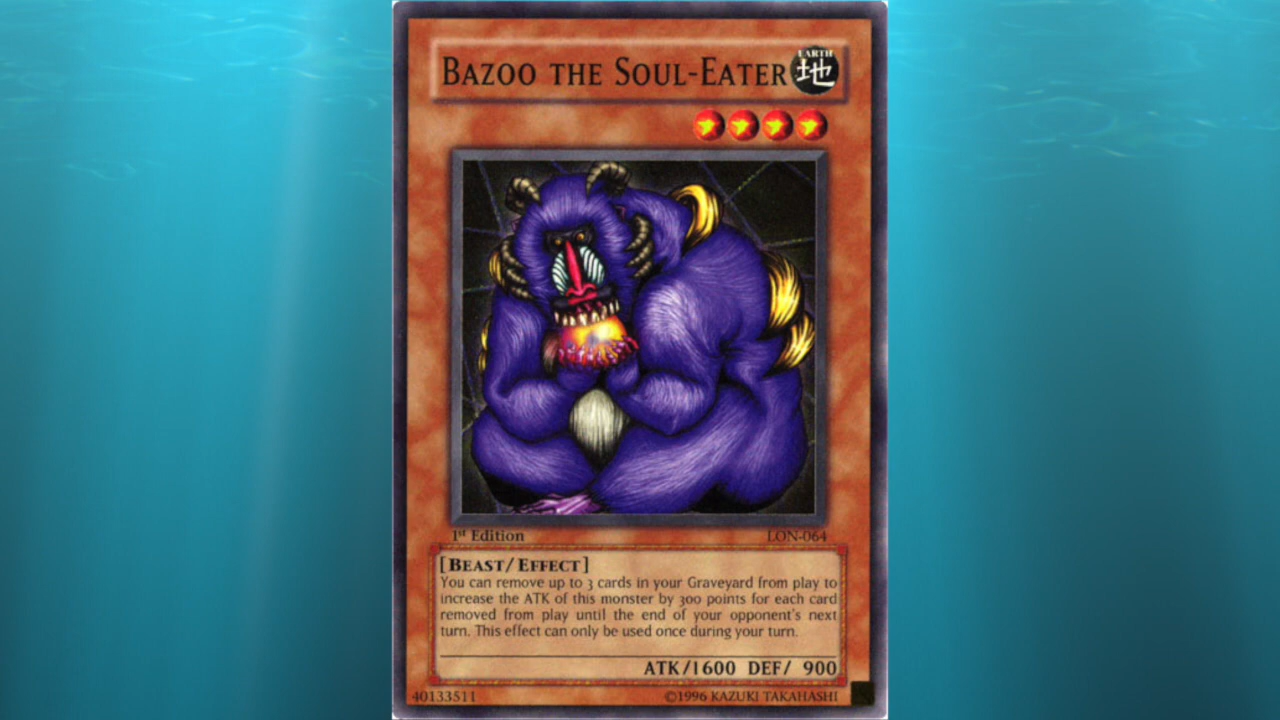 BAZOO THE SOUL-EATER
EARTH
地
1st Edition
LON-064
[BEAST/EFFECT]
You can remove up to 3 cards in your Graveyard from play to
increase the ATK of this monster by 300 points for each card
removed from play until the end of your opponent's next
turn. This effect can only be used once during your turn.
ATK/1600 DEF/ 900
40133511
©1996 KAZUKI TAKAHASHI